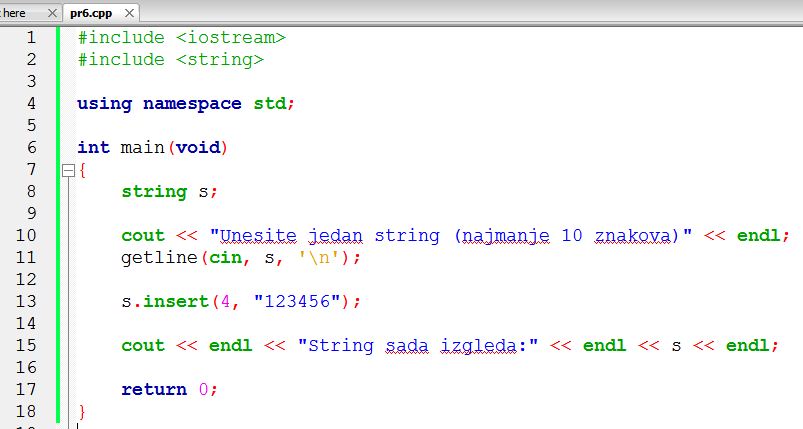 here
pr6.cpp
1 #include <iostream>
2 #include <string>
3
4 using namespace std;
5
6 int main(void)
7 {
8 string s;
9
10 cout << "Unesite jedan string (najmanje 10 znakova)" << endl;
11 getline(cin, s, '\n');
12
13 s.insert(4, "123456");
14
15 cout << endl << "String sada izgleda:" << endl << s << endl;
16
17 return 0;
18 }